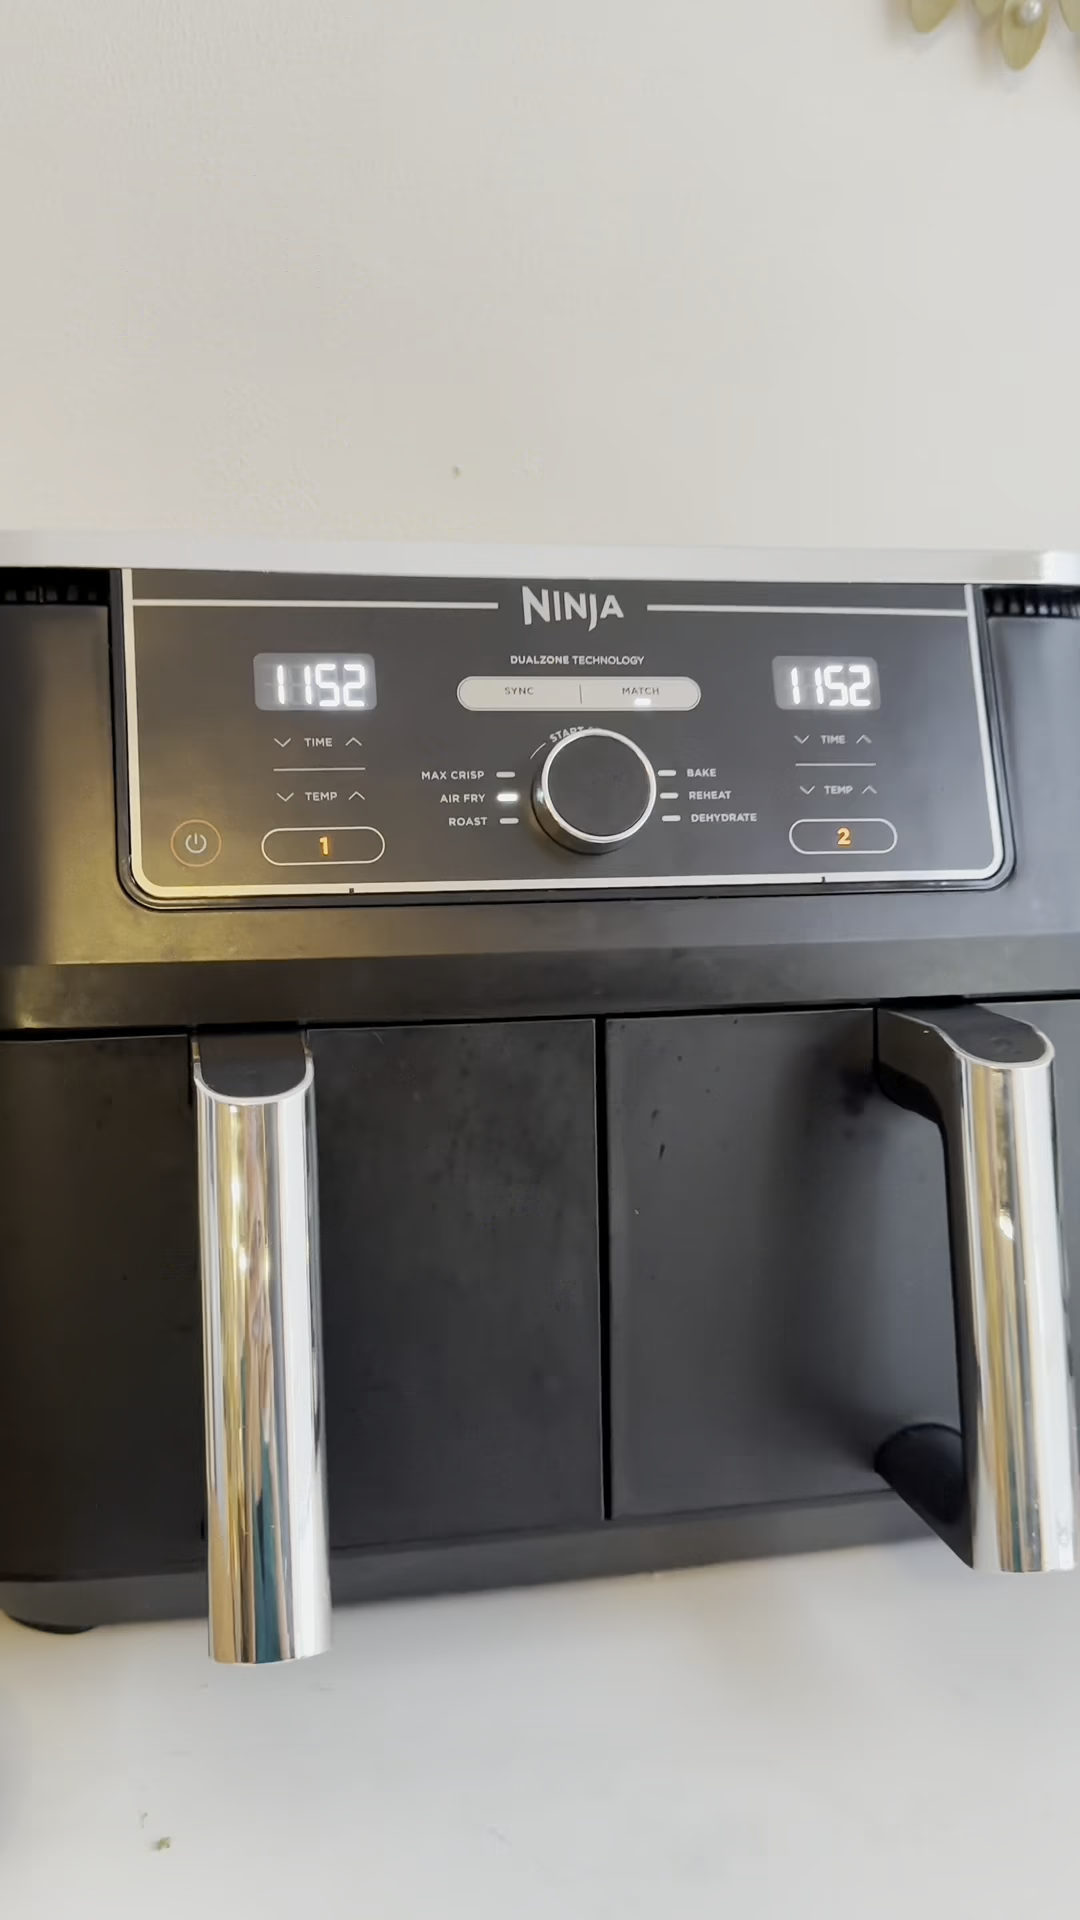 NINJA
DUALZONE TECHNOLOGY
1152
SYNC
MATCH
1152
START
TIME
TIME
MAX CRISP
BAKE
TEMP
AIR FRY
REHEAT
TEMP
ROAST
DEHYDRATE
1
2